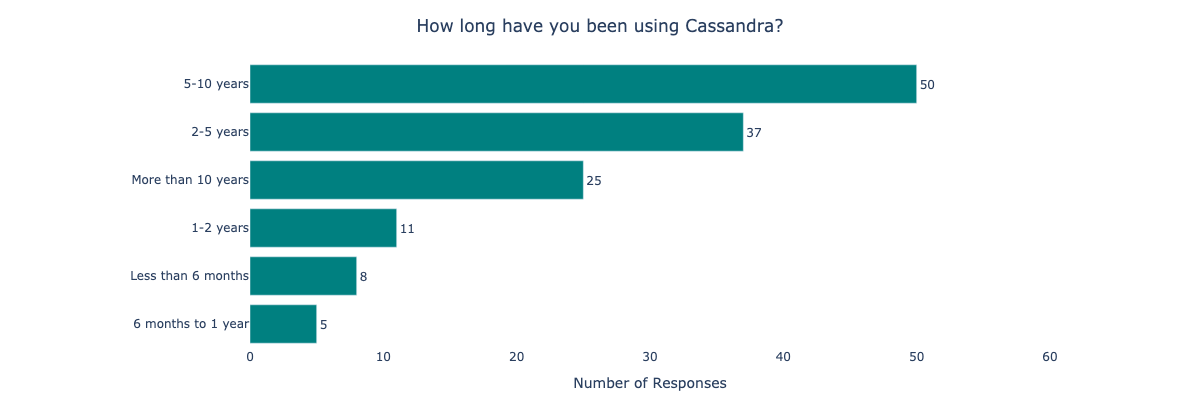 How long have you been using Cassandra?
5-10 years 50
2-5 years 37
More than 10 years 25
1-2 years 11
Less than 6 months 8
6 months to 1 year 5
0 10 20 30 40 50 60
Number of Responses